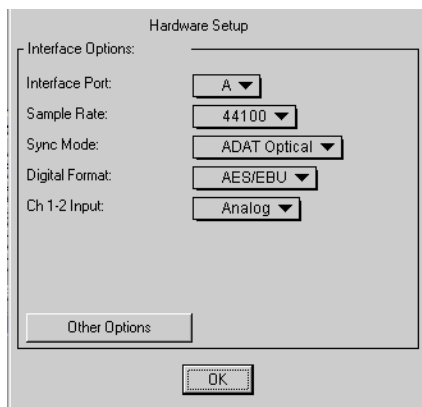 Hardware Setup
Interface Options:
Interface Port: A
Sample Rate: 44100
Sync Mode: ADAT Optical
Digital Format: AES/EBU
Ch 1-2 Input: Analog
Other Options
OK